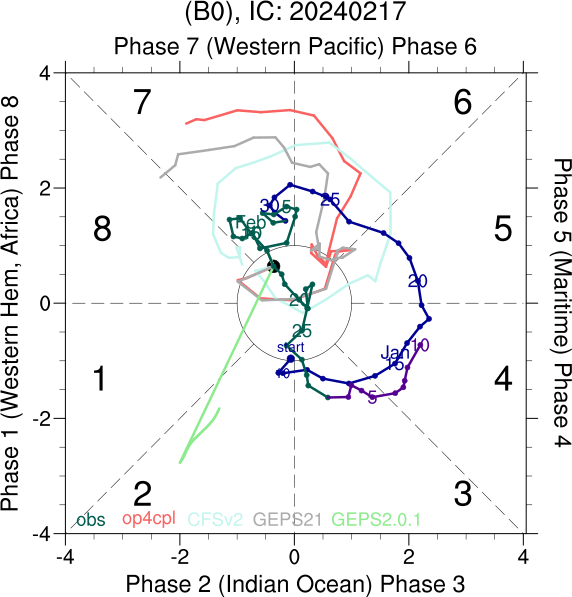 (B0), IC: 20240217
Phase 7 (Western Pacific) Phase 6
Phase 1 (Western Hem, Africa) Phase 8
Phase 5 (Maritime) Phase 4
4
2
0
-2
-4
7
6
8
5
1
4
2
3
30
5
25
Feb
10
20
20
25
start
Jan
10
15
10
5
obs
op4cpl
CFSv2
GEPS21
GEPS2.0.1
-4
-2
0
2
4
Phase 2 (Indian Ocean) Phase 3